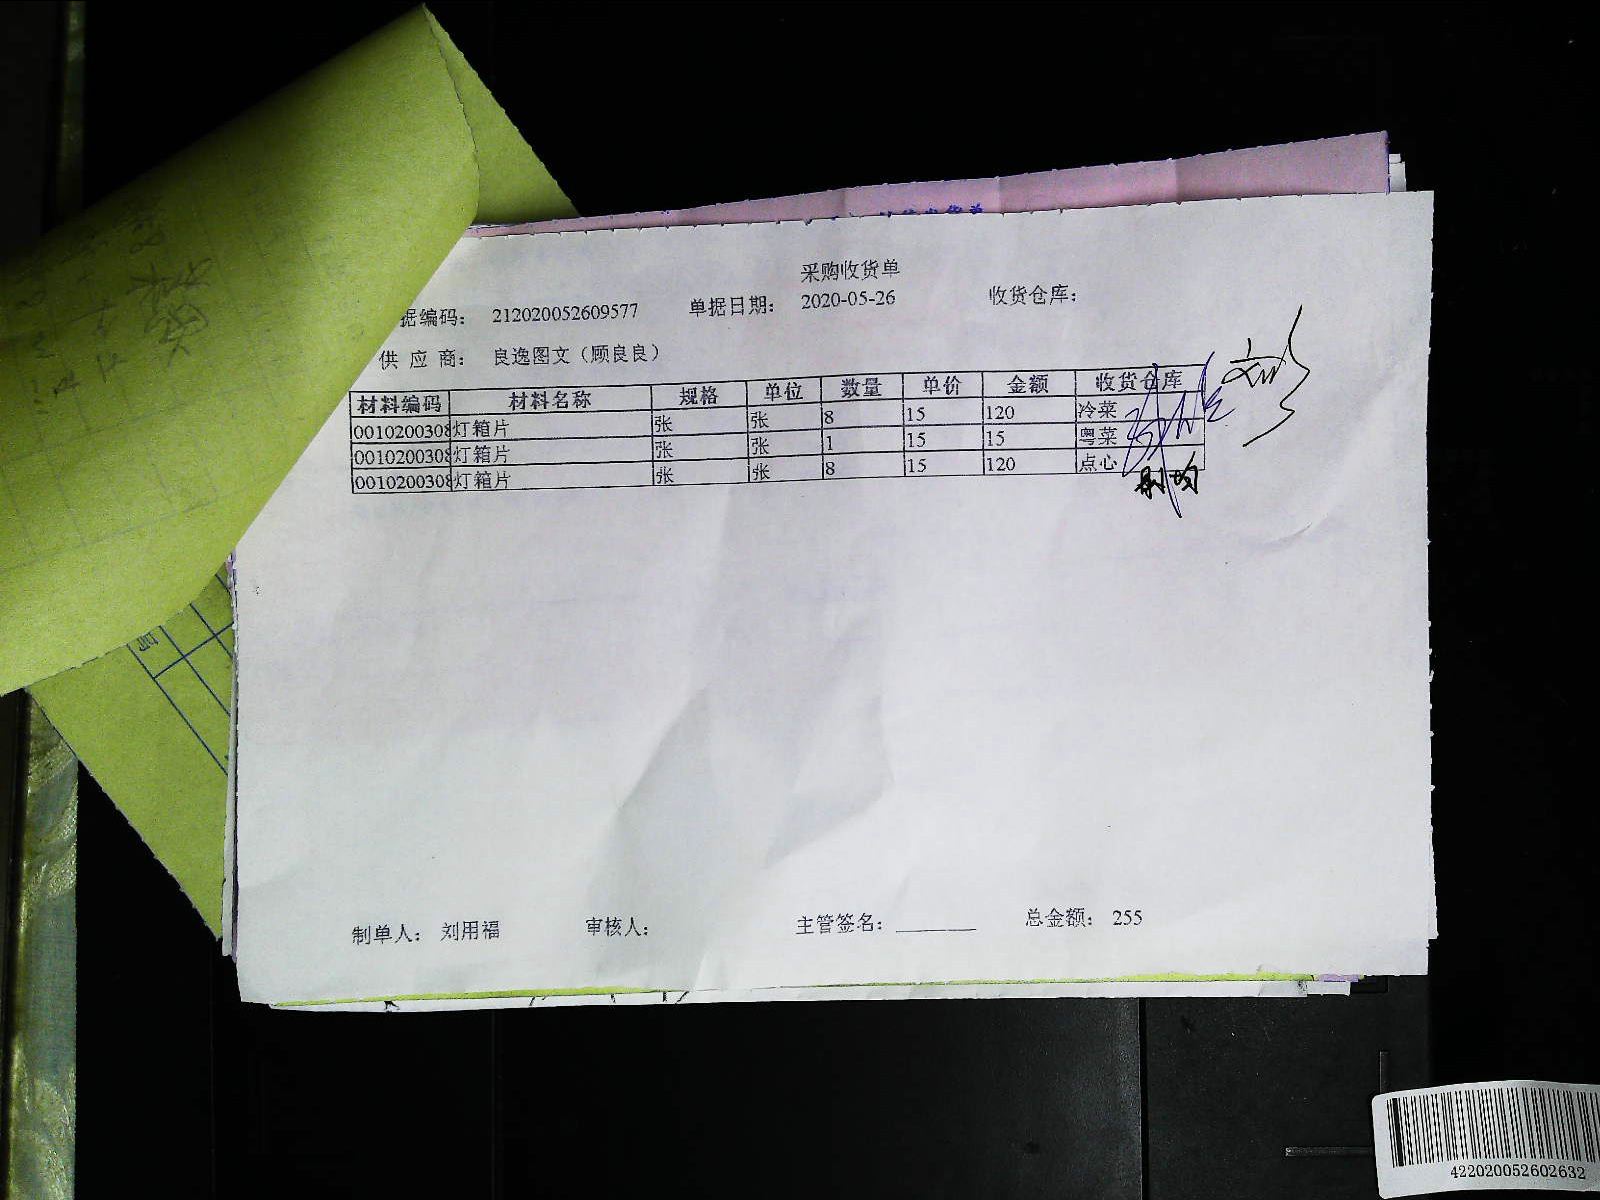 采购收货单
据编码： 212020052609577 单据日期： 2020-05-26 收货仓库：
供 应 商： 良逸图文（顾良良）
材料编码 材料名称 规格 单位 数量 单价 金额 收货仓库
0010200308 灯箱片 张 张 8 15 120 冷菜
0010200308 灯箱片 张 张 1 15 15 粤菜
0010200308 灯箱片 张 张 8 15 120 点心
制单人： 刘用福 审核人： 主管签名： ________ 总金额： 255
422020052602632